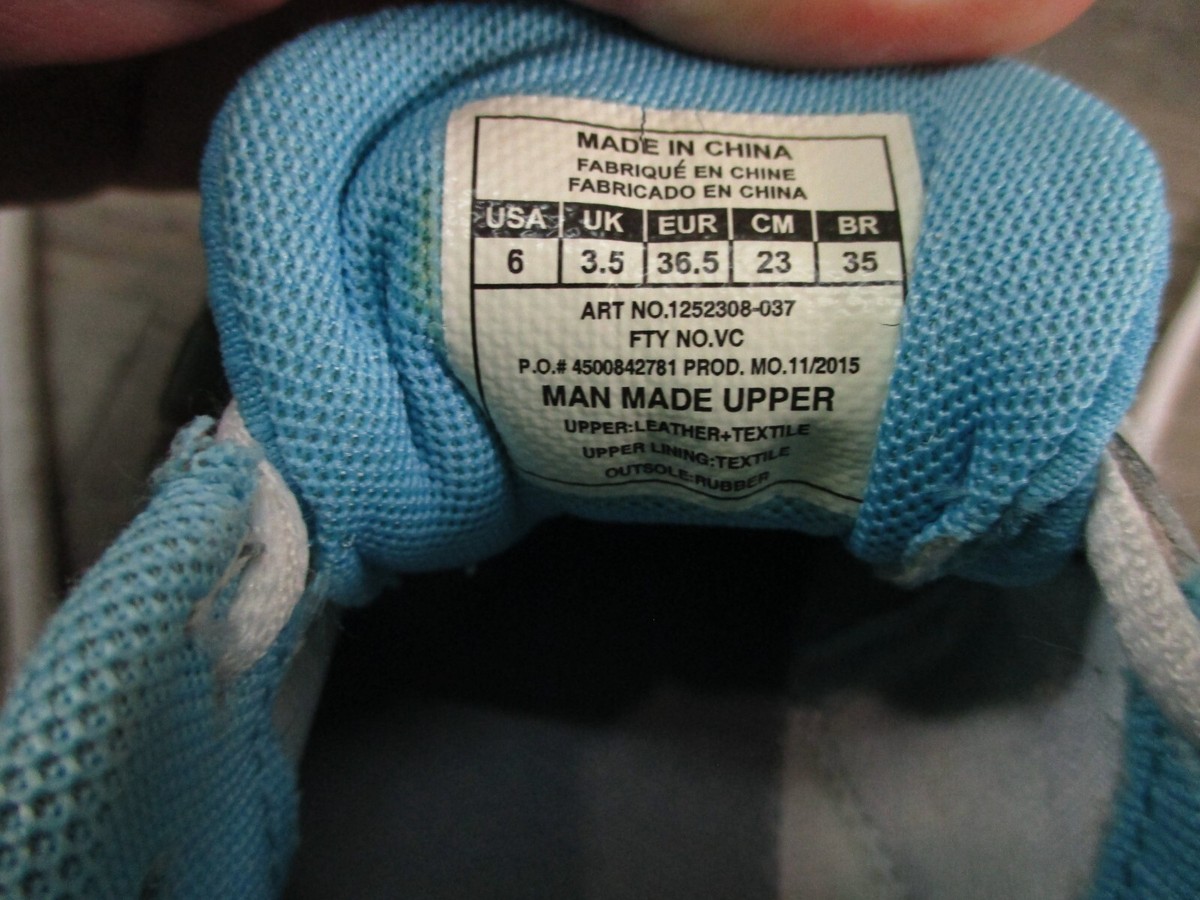 MADE IN CHINA
FABRIQUÉ EN CHINE
FABRICADO EN CHINA
USA UK EUR CM BR
6 3.5 36.5 23 35
ART NO.1252308-037
FTY NO.VC
P.O.# 4500842781 PROD. MO.11/2015
MAN MADE UPPER
UPPER:LEATHER+TEXTILE
UPPER LINING:TEXTILE
OUTSOLE:RUBBER